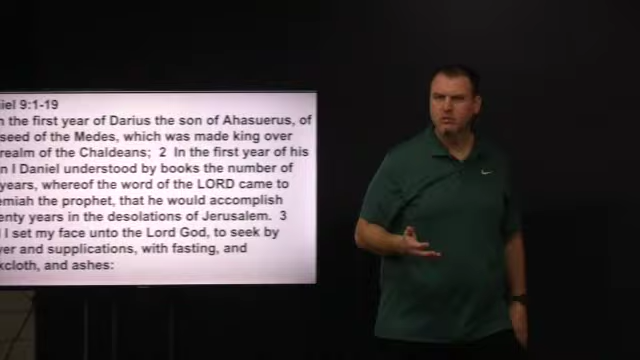 iel 9:1-19
n the first year of Darius the son of Ahasuerus, of
seed of the Medes, which was made king over
realm of the Chaldeans;  2  In the first year of his
n I Daniel understood by books the number of
years, whereof the word of the LORD came to
emiah the prophet, that he would accomplish
enty years in the desolations of Jerusalem.  3
I set my face unto the Lord God, to seek by
yer and supplications, with fasting, and
kcloth, and ashes: